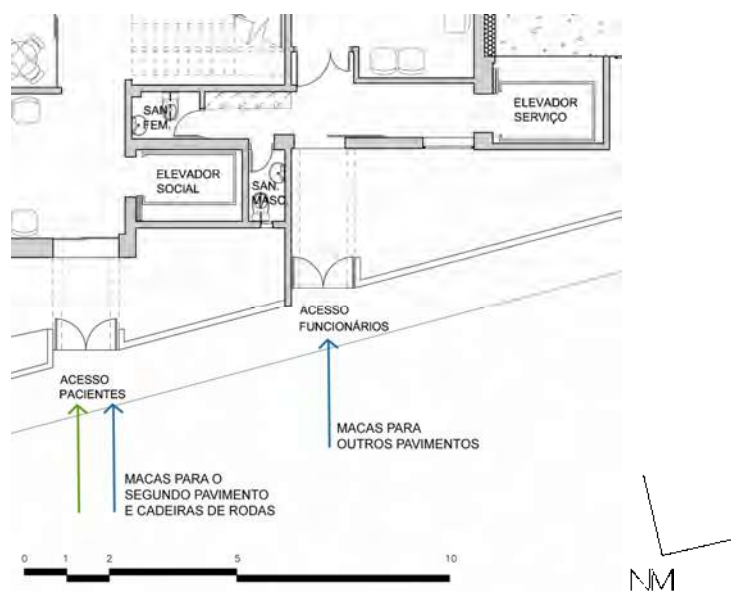 SAN.
FEM.
ELEVADOR
SERVIÇO
ELEVADOR
SOCIAL
SAN.
MASC.
ACESSO
FUNCIONÁRIOS
ACESSO
PACIENTES
MACAS PARA
OUTROS PAVIMENTOS
MACAS PARA O
SEGUNDO PAVIMENTO
E CADEIRAS DE RODAS
0 1 2 5 10
NM